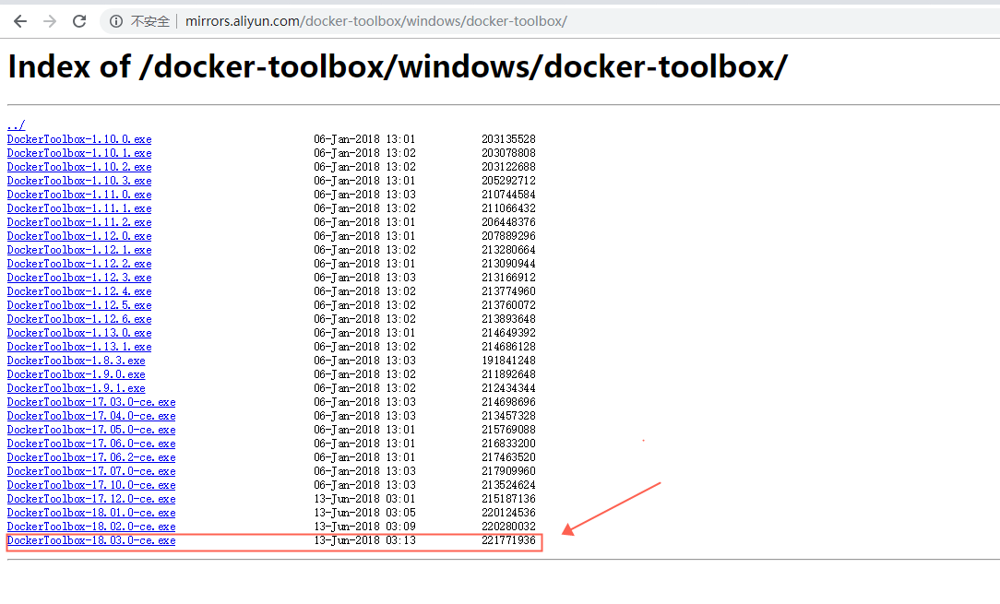 不安全 mirrors.aliyun.com/docker-toolbox/windows/docker-toolbox/
Index of /docker-toolbox/windows/docker-toolbox/
../
DockerToolbox-1.10.0.exe 06-Jan-2018 13:01 203135528
DockerToolbox-1.10.1.exe 06-Jan-2018 13:02 203078808
DockerToolbox-1.10.2.exe 06-Jan-2018 13:02 203122688
DockerToolbox-1.10.3.exe 06-Jan-2018 13:01 205292712
DockerToolbox-1.11.0.exe 06-Jan-2018 13:03 210744584
DockerToolbox-1.11.1.exe 06-Jan-2018 13:02 211066432
DockerToolbox-1.11.2.exe 06-Jan-2018 13:01 206448376
DockerToolbox-1.12.0.exe 06-Jan-2018 13:01 207889296
DockerToolbox-1.12.1.exe 06-Jan-2018 13:02 213280664
DockerToolbox-1.12.2.exe 06-Jan-2018 13:01 213090944
DockerToolbox-1.12.3.exe 06-Jan-2018 13:03 213166912
DockerToolbox-1.12.4.exe 06-Jan-2018 13:02 213774960
DockerToolbox-1.12.5.exe 06-Jan-2018 13:02 213760072
DockerToolbox-1.12.6.exe 06-Jan-2018 13:02 213893648
DockerToolbox-1.13.0.exe 06-Jan-2018 13:01 214649392
DockerToolbox-1.13.1.exe 06-Jan-2018 13:02 214686128
DockerToolbox-1.8.3.exe 06-Jan-2018 13:03 191841248
DockerToolbox-1.9.0.exe 06-Jan-2018 13:02 211892648
DockerToolbox-1.9.1.exe 06-Jan-2018 13:02 212434344
DockerToolbox-17.03.0-ce.exe 06-Jan-2018 13:03 214698696
DockerToolbox-17.04.0-ce.exe 06-Jan-2018 13:03 213457328
DockerToolbox-17.05.0-ce.exe 06-Jan-2018 13:01 215769088
DockerToolbox-17.06.0-ce.exe 06-Jan-2018 13:01 216833200
DockerToolbox-17.06.2-ce.exe 06-Jan-2018 13:01 217463520
DockerToolbox-17.07.0-ce.exe 06-Jan-2018 13:03 217909960
DockerToolbox-17.10.0-ce.exe 06-Jan-2018 13:03 213524624
DockerToolbox-17.12.0-ce.exe 13-Jun-2018 03:01 215187136
DockerToolbox-18.01.0-ce.exe 13-Jun-2018 03:05 220124536
DockerToolbox-18.02.0-ce.exe 13-Jun-2018 03:09 220280032
DockerToolbox-18.03.0-ce.exe 13-Jun-2018 03:13 221771936